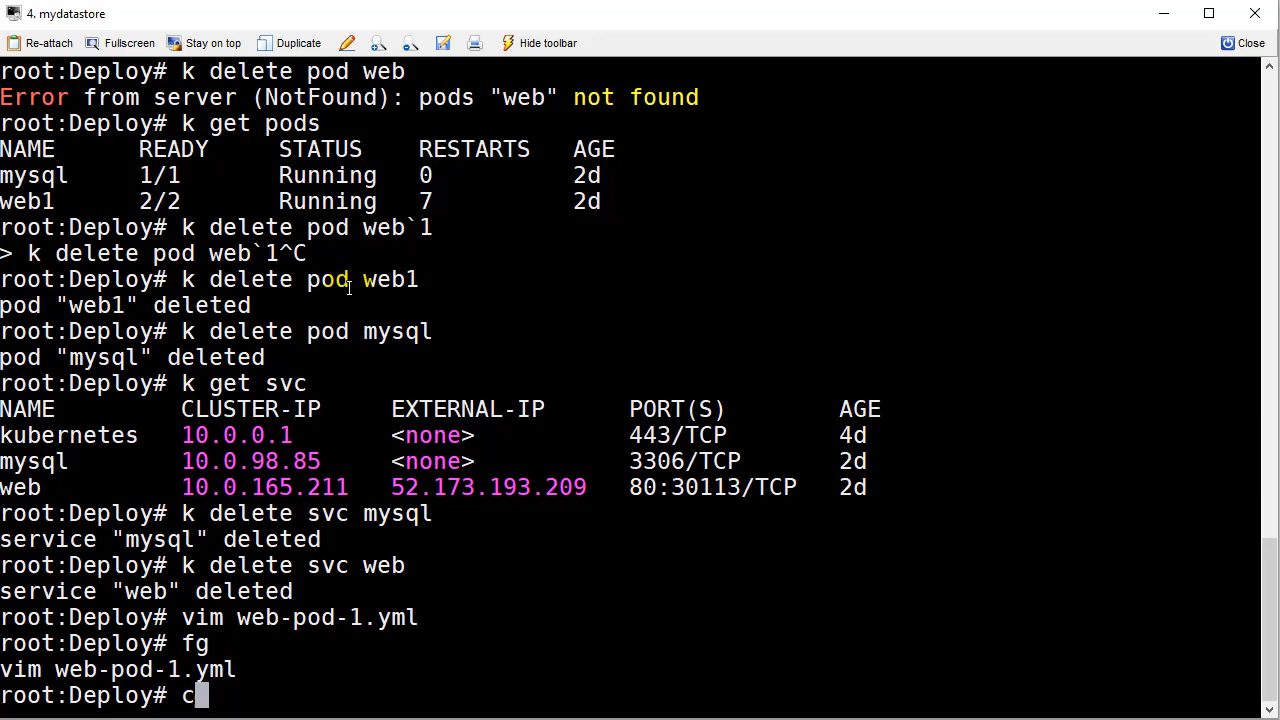 4. mydatastore
Re-attach Fullscreen Stay on top Duplicate Hide toolbar Close
root:Deploy# k delete pod web
Error from server (NotFound): pods "web" not found
root:Deploy# k get pods
NAME READY STATUS RESTARTS AGE
mysql 1/1 Running 0 2d
web1 2/2 Running 7 2d
root:Deploy# k delete pod web`1
> k delete pod web`1^C
root:Deploy# k delete pod web1
pod "web1" deleted
root:Deploy# k delete pod mysql
pod "mysql" deleted
root:Deploy# k get svc
NAME CLUSTER-IP EXTERNAL-IP PORT(S) AGE
kubernetes 10.0.0.1 <none> 443/TCP 4d
mysql 10.0.98.85 <none> 3306/TCP 2d
web 10.0.165.211 52.173.193.209 80:30113/TCP 2d
root:Deploy# k delete svc mysql
service "mysql" deleted
root:Deploy# k delete svc web
service "web" deleted
root:Deploy# vim web-pod-1.yml
root:Deploy# fg
vim web-pod-1.yml
root:Deploy# c